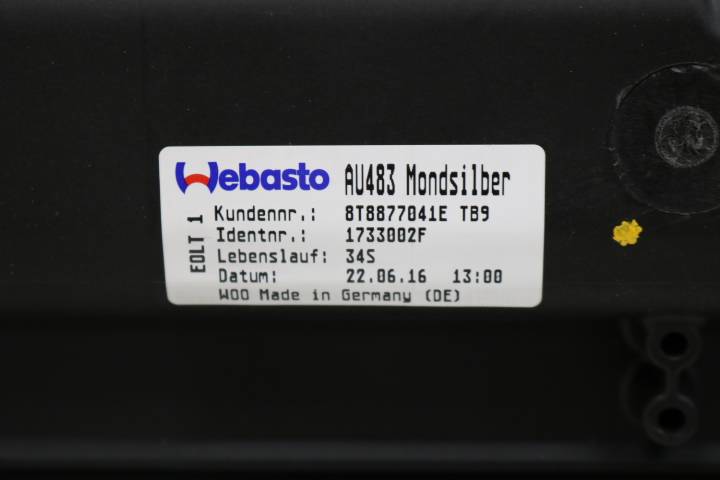 Webasto AU483 Mondsilber
EOLT 1
Kundennr.: 8T8877041E TB9
Identnr.: 1733002F
Lebenslauf: 34S
Datum: 22.06.16 13:00
WOO Made in Germany (DE)